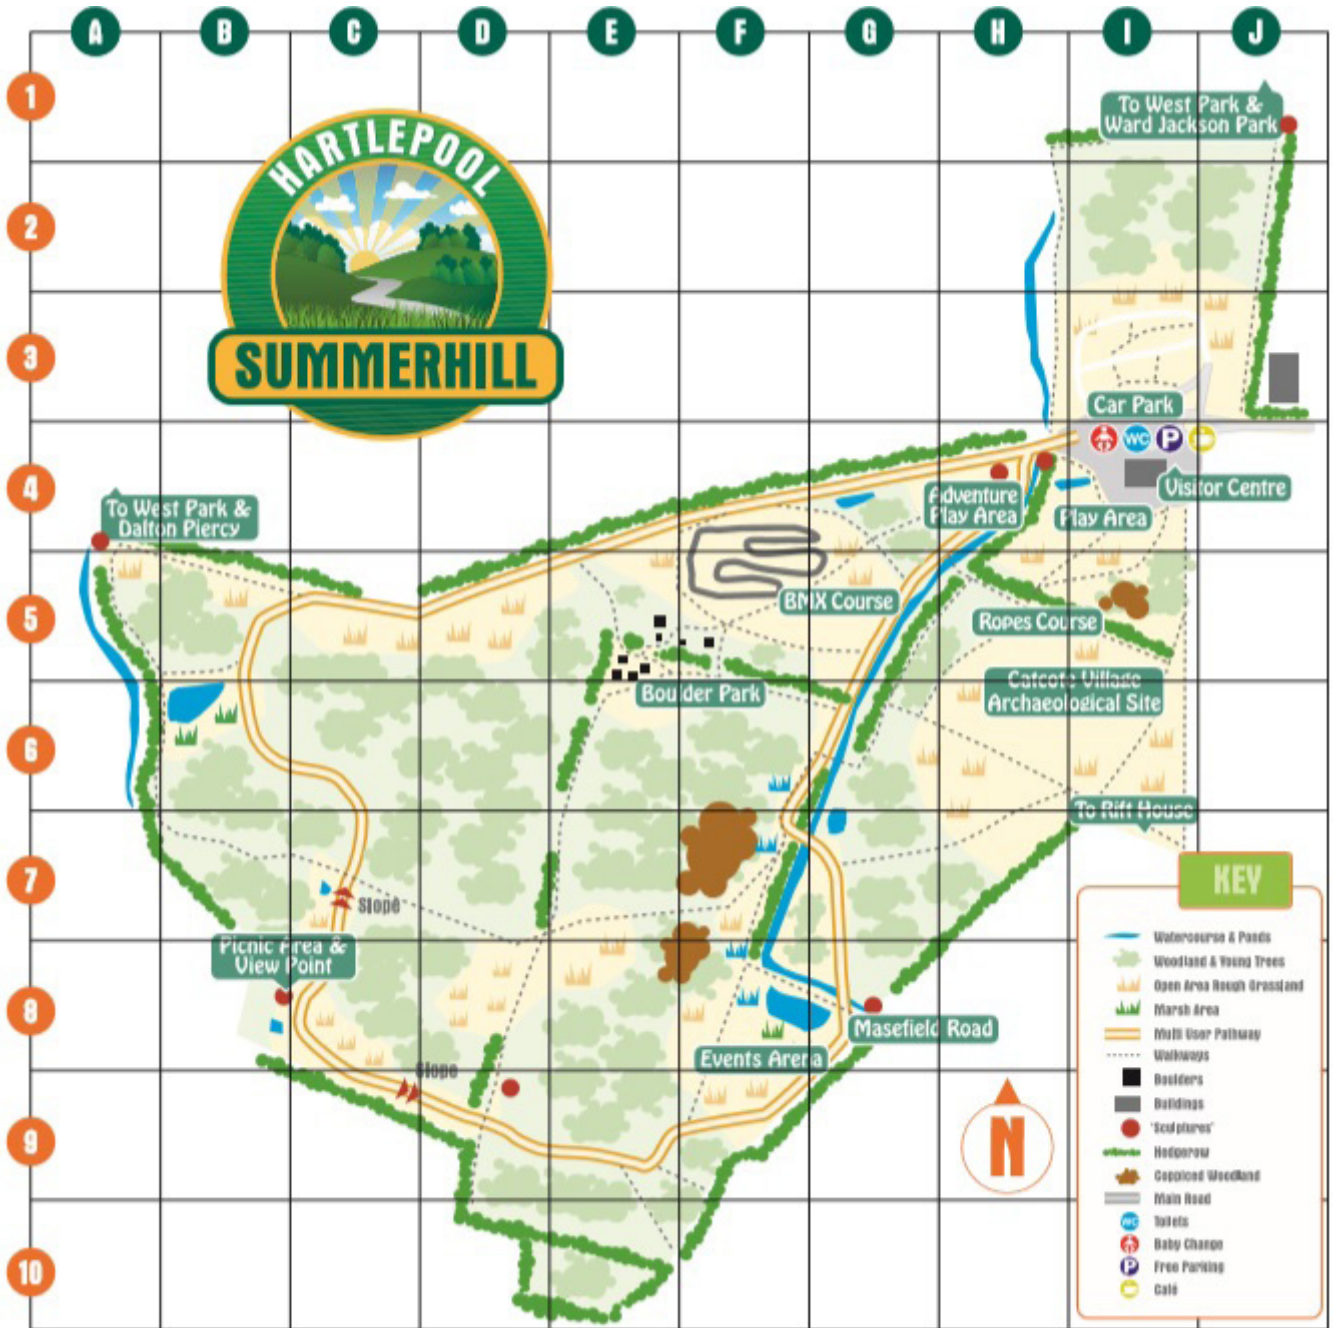 A B C D E F G H I J
1
To West Park &
Ward Jackson Park
HARTLEPOOL
2
3
SUMMERHILL
Car Park
WC P
4
Visitor Centre
Adventure
Play Area
Play Area
To West Park &
Dalton Piercy
5
BMX Course
Ropes Course
Boulder Park
Catcote Village
Archaeological Site
6
To Rift House
7
Slope
KEY
Picnic Area &
View Point
Watercourse & Ponds
Woodland & Young Trees
Open Area Rough Grassland
8
Marsh Area
Masefield Road
Multi User Pathway
Events Arena
Walkways
Slope
Boulders
Buildings
'Sculptures'
9
N
Hedgerow
Coppiced Woodland
Main Road
WC Toilets
Baby Change
10
P Free Parking
Café